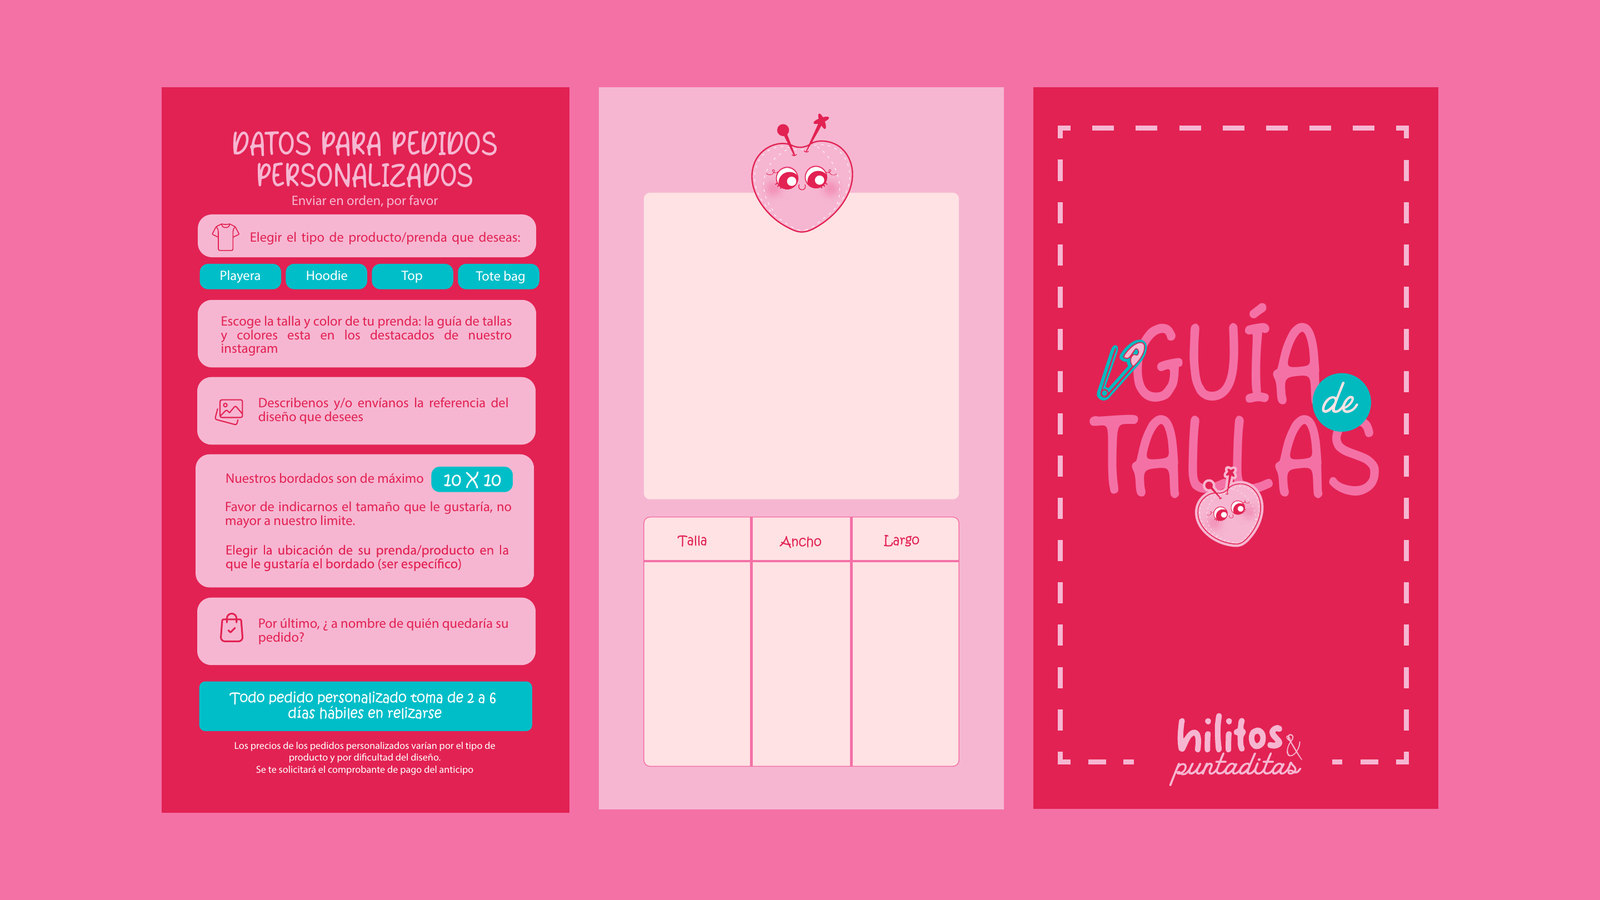 DATOS PARA PEDIDOS
PERSONALIZADOS
Enviar en orden, por favor
Elegir el tipo de producto/prenda que deseas:
Playera
Hoodie
Top
Tote bag
Escoge la talla y color de tu prenda: la guía de tallas
y colores esta en los destacados de nuestro
instagram
Describenos y/o envíanos la referencia del
diseño que desees
Nuestros bordados son de máximo 10 X 10
Favor de indicarnos el tamaño que le gustaría, no
mayor a nuestro limite.
Elegir la ubicación de su prenda/producto en la
que le gustaría el bordado (ser específico)
Por último, ¿ a nombre de quién quedaría su
pedido?
Todo pedido personalizado toma de 2 a 6
días hábiles en relizarse
Los precios de los pedidos personalizados varían por el tipo de
producto y por dificultad del diseño.
Se te solicitará el comprobante de pago del anticipo
Talla
Ancho
Largo
GUÍA
de
TALLAS
hilitos &
puntaditas